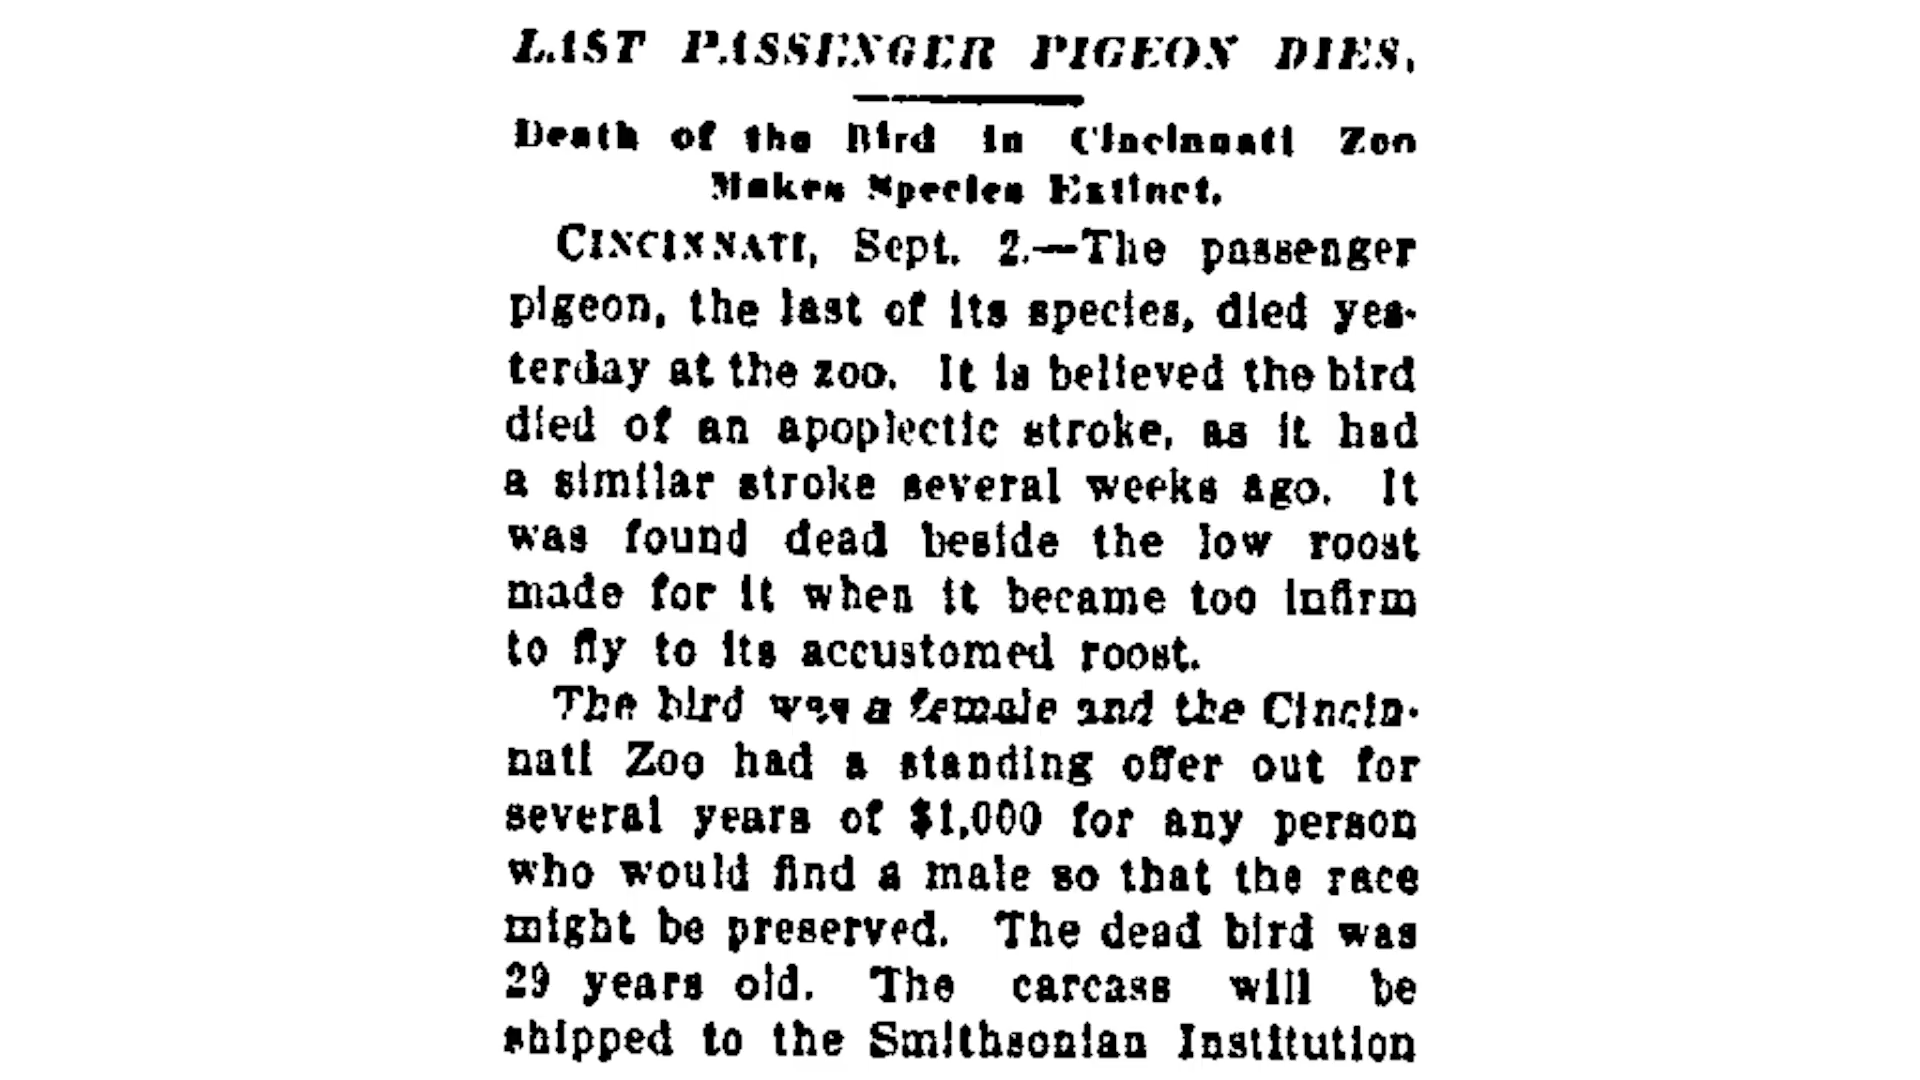 LAST PASSENGER PIGEON DIES.
Death of the Bird in Cincinnati Zoo
Makes Species Extinct.
CINCINNATI, Sept. 2.—The passenger
pigeon, the last of its species, died yes-
terday at the zoo. It is believed the bird
died of an apoplectic stroke, as it had
a similar stroke several weeks ago. It
was found dead beside the low roost
made for it when it became too infirm
to fly to its accustomed roost.
The bird was a female and the Cincin-
nati Zoo had a standing offer out for
several years of $1,000 for any person
who would find a male so that the race
might be preserved. The dead bird was
29 years old. The carcass will be
shipped to the Smithsonian Institution